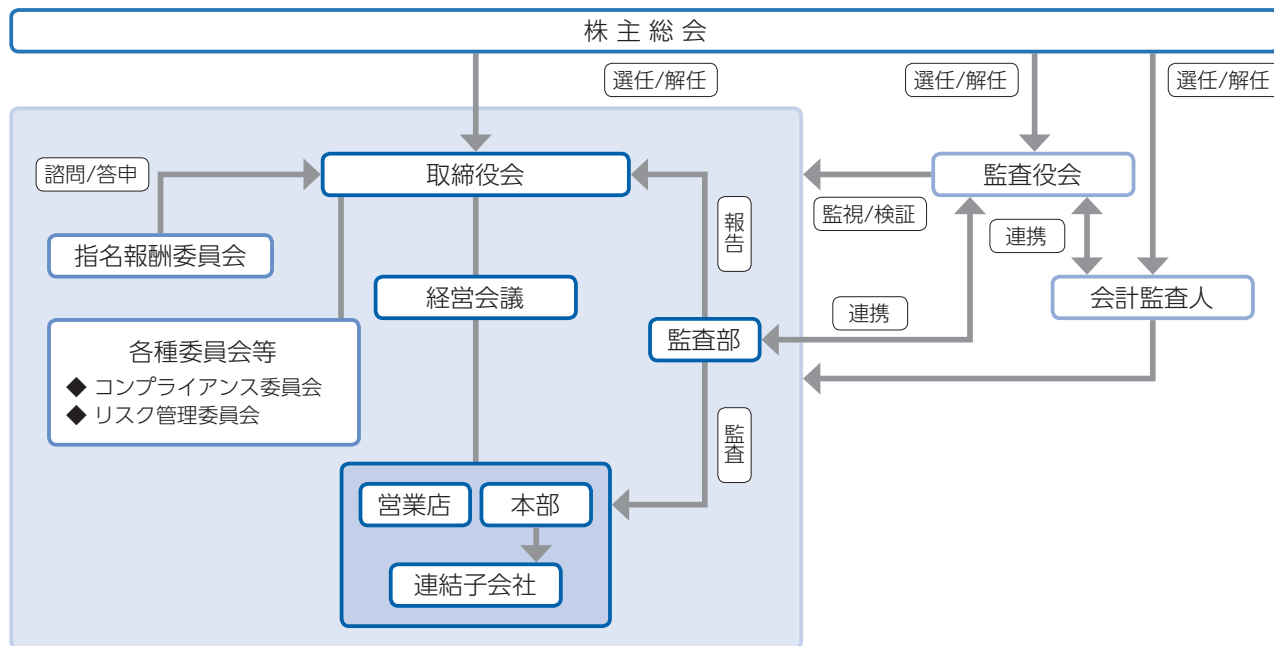 株主総会
選任/解任
選任/解任
選任/解任
諮問/答申
取締役会
監査役会
報告
監視/検証
連携
指名報酬委員会
経営会議
会計監査人
連携
監査部
各種委員会等
◆ コンプライアンス委員会
◆ リスク管理委員会
監査
営業店
本部
連結子会社